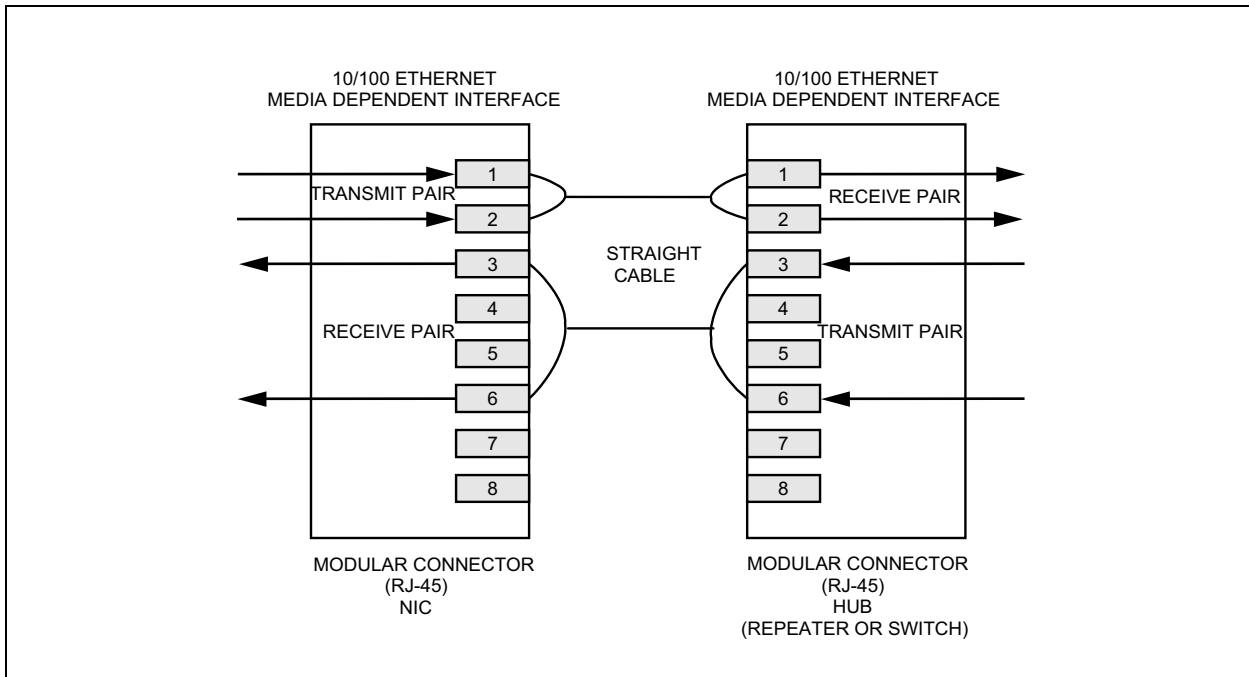 10/100 ETHERNET
MEDIA DEPENDENT INTERFACE
10/100 ETHERNET
MEDIA DEPENDENT INTERFACE
1
TRANSMIT PAIR
2
3
4
RECEIVE PAIR
5
6
7
8
STRAIGHT
CABLE
1
RECEIVE PAIR
2
3
4
TRANSMIT PAIR
5
6
7
8
MODULAR CONNECTOR
(RJ-45)
NIC
MODULAR CONNECTOR
(RJ-45)
HUB
(REPEATER OR SWITCH)